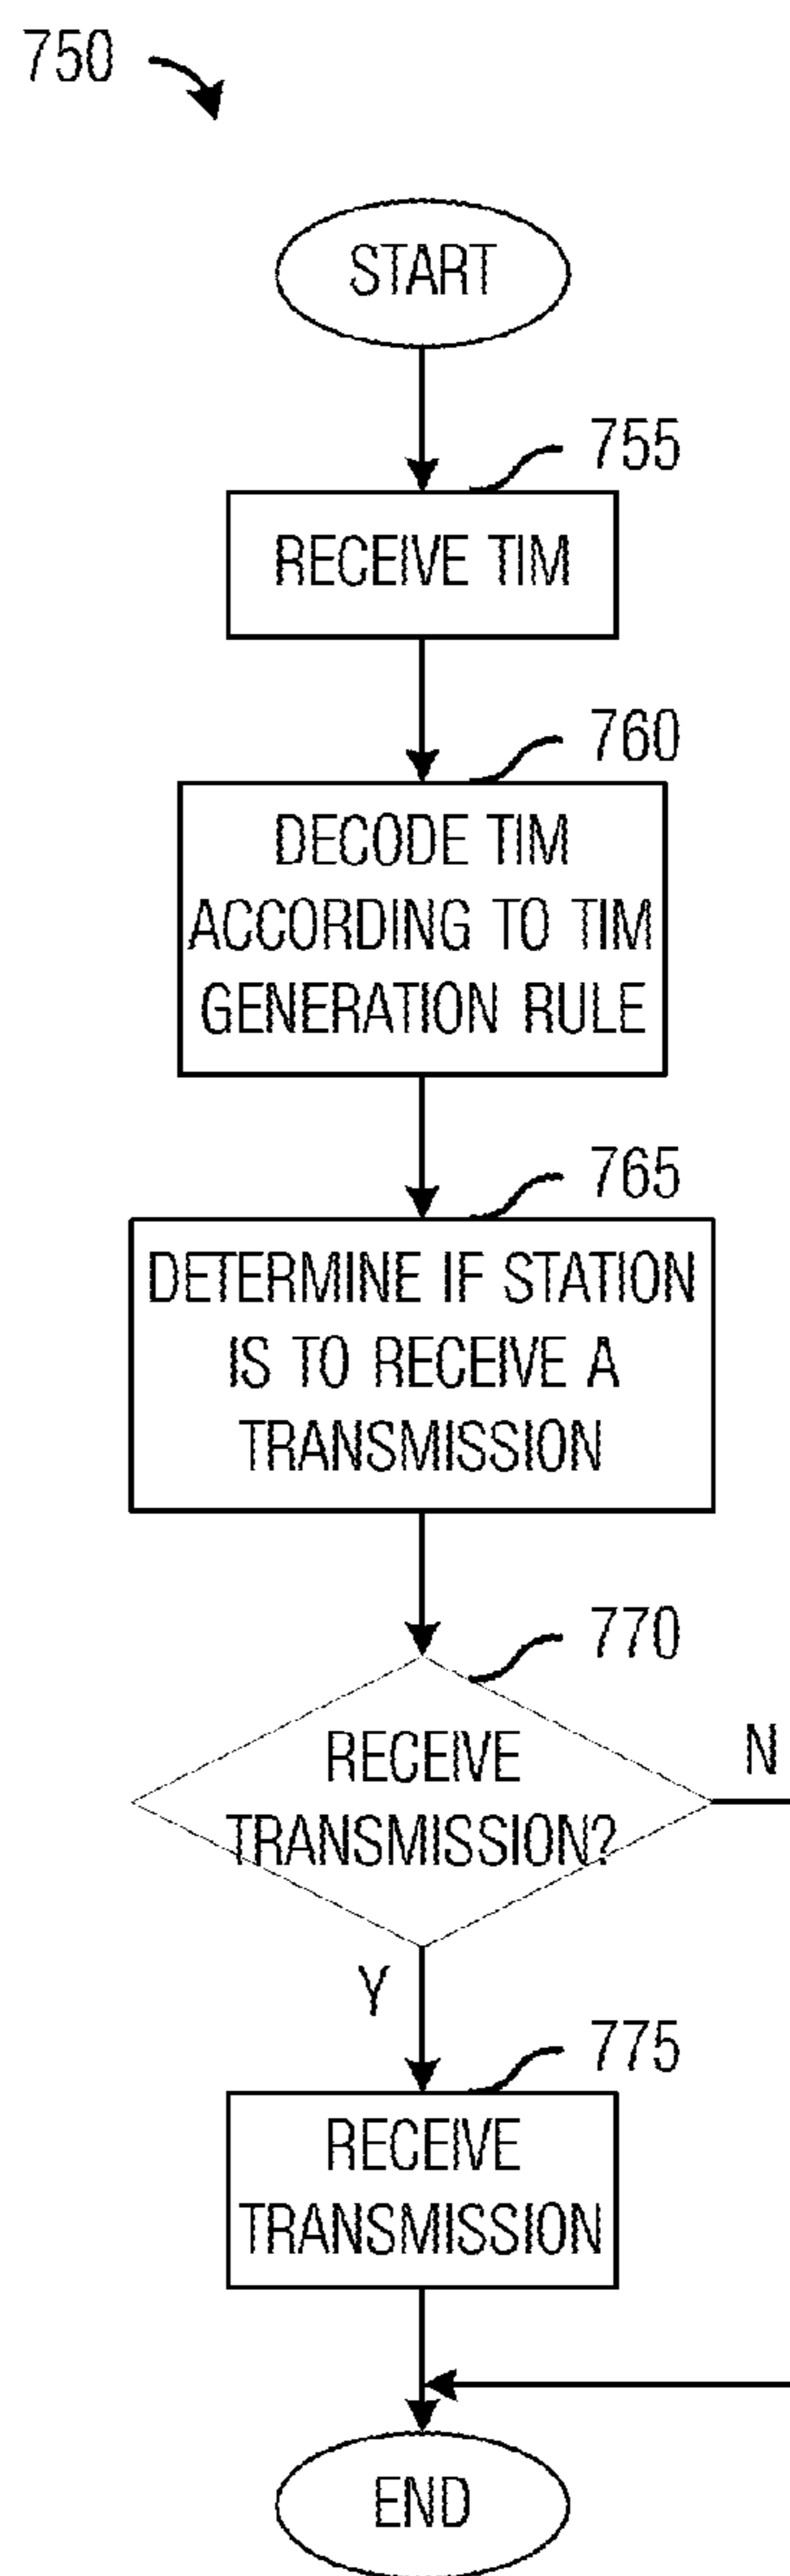 750
START
755
RECEIVE TIM
760
DECODE TIM
ACCORDING TO TIM
GENERATION RULE
765
DETERMINE IF STATION
IS TO RECEIVE A
TRANSMISSION
770
RECEIVE
TRANSMISSION?
N
Y
775
RECEIVE
TRANSMISSION
END